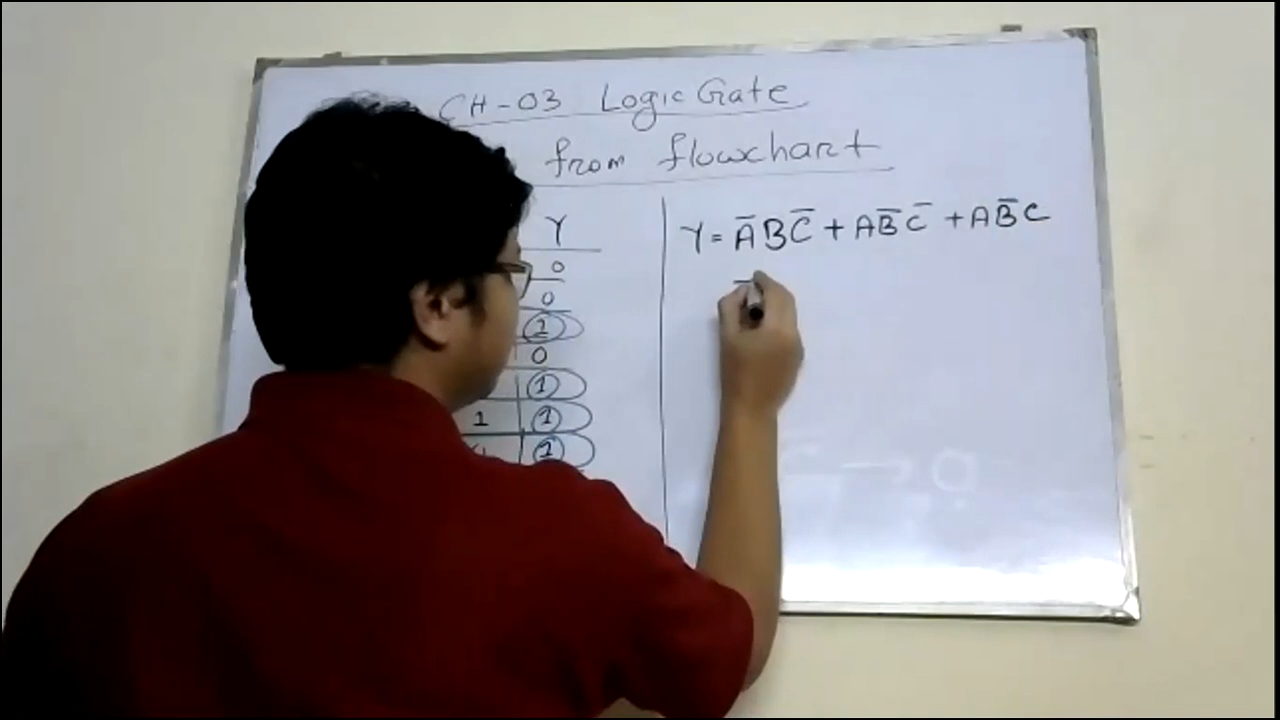 CH-03 Logic Gate
from flowchart
Y
0
0
1
0
1
1 1
1
Y = A̅BC̅ + AB̅C̅ + AB̅C